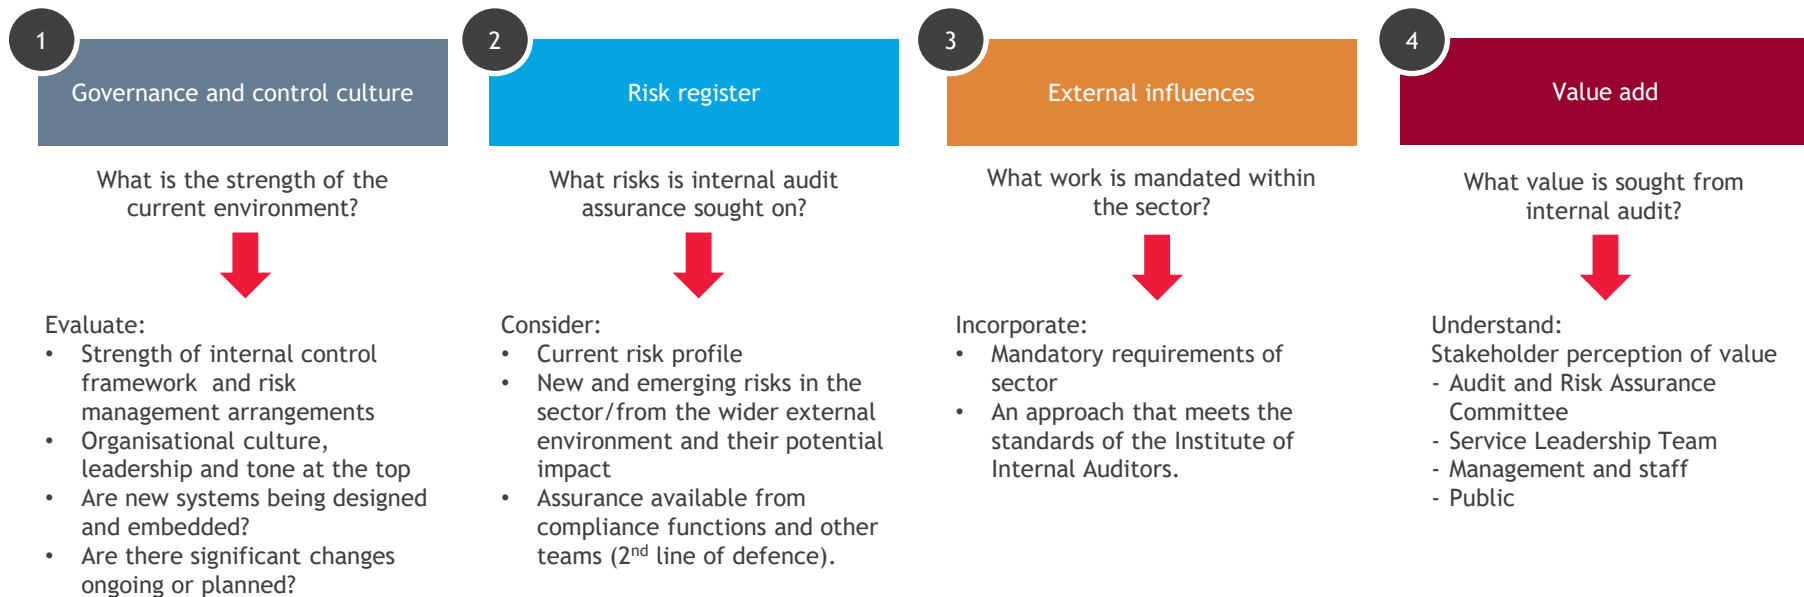 1
Governance and control culture
What is the strength of the
current environment?
Evaluate:
• Strength of internal control
framework and risk
management arrangements
• Organisational culture,
leadership and tone at the top
• Are new systems being designed
and embedded?
• Are there significant changes
ongoing or planned?
2
Risk register
What risks is internal audit
assurance sought on?
Consider:
• Current risk profile
• New and emerging risks in the
sector/from the wider external
environment and their potential
impact
• Assurance available from
compliance functions and other
teams (2nd line of defence).
3
External influences
What work is mandated within
the sector?
Incorporate:
• Mandatory requirements of
sector
• An approach that meets the
standards of the Institute of
Internal Auditors.
4
Value add
What value is sought from
internal audit?
Understand:
Stakeholder perception of value
- Audit and Risk Assurance
Committee
- Service Leadership Team
- Management and staff
- Public